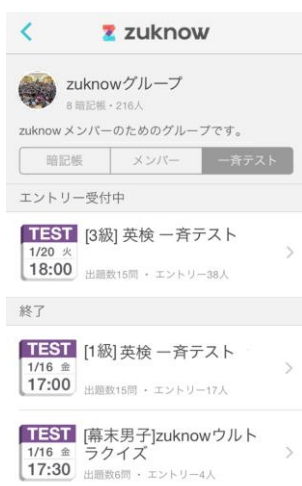 zuknow
zuknowグループ
8 暗記帳・216人
zuknow メンバーのためのグループです。
暗記帳 メンバー 一斉テスト
エントリー受付中
TEST
1/20 火
18:00
[3級] 英検 一斉テスト
出題数15問 ・ エントリー38人
終了
TEST
1/16 金
17:00
[1級] 英検 一斉テスト
出題数15問 ・ エントリー17人
TEST
1/16 金
17:30
[幕末男子]zuknowウルト
ラクイズ
出題数6問 ・ エントリー4人